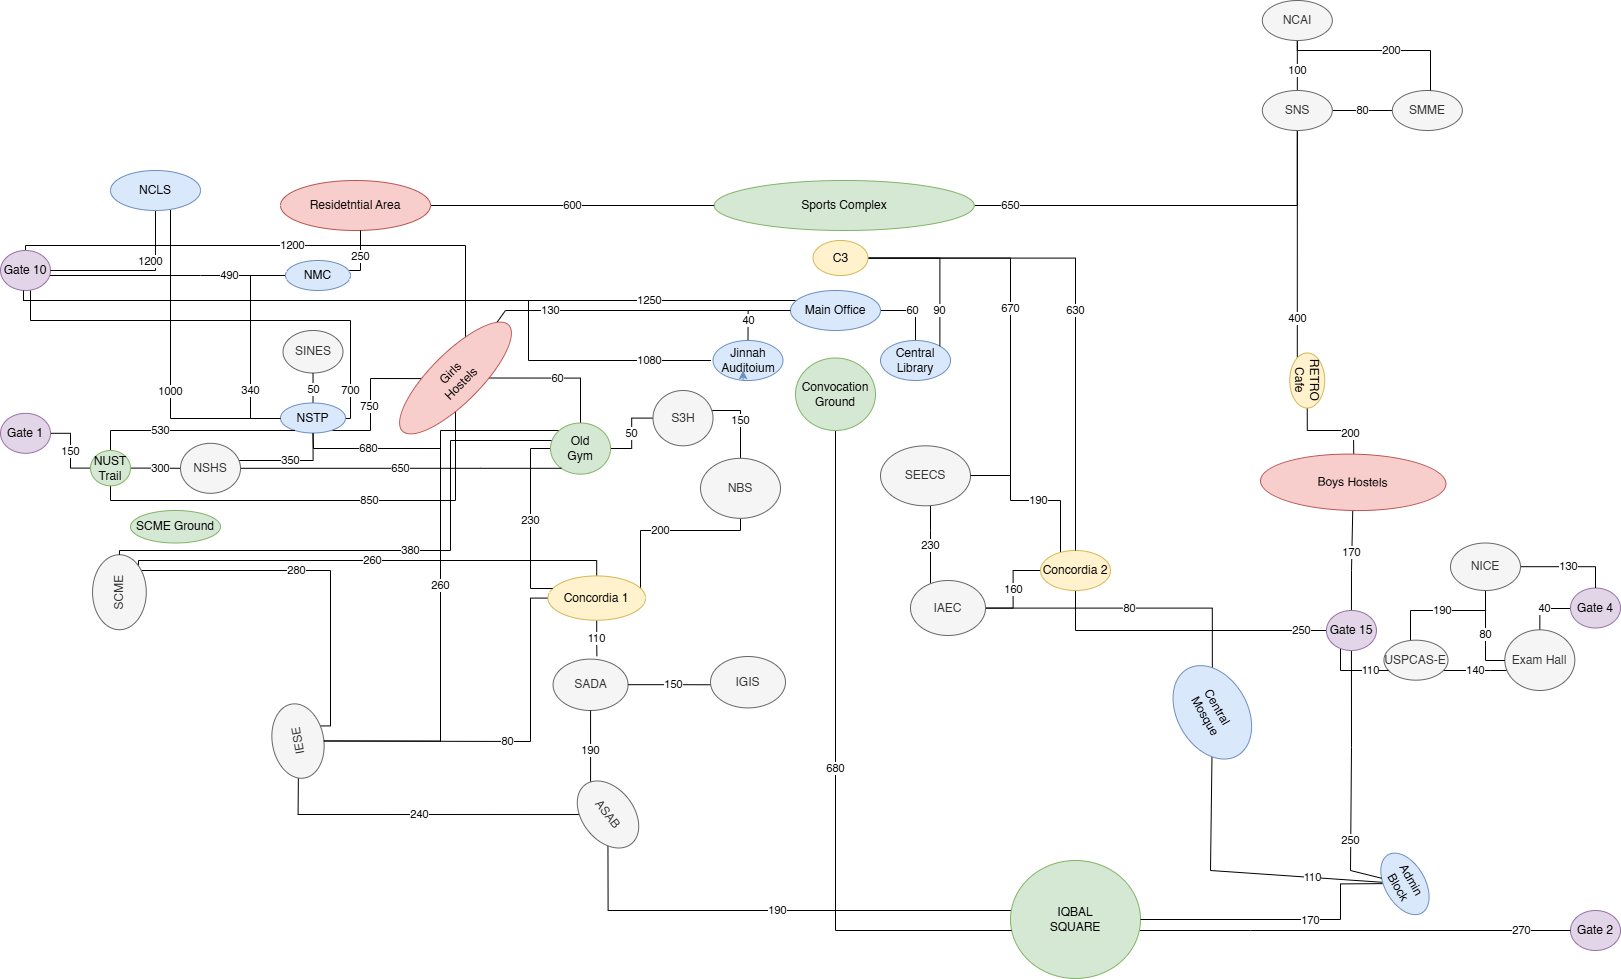 NCAI
200
100
SNS
80
SMME
NCLS
Residetntial Area
600
Sports Complex
650
1200
250
1200
C3
Gate 10
490
NMC
1250
130
Main Office
60
90
670
630
400
40
SINES
Girls
Hostels
1080
Jinnah
Auditoium
Central
Library
RETRO
Cafe
50
1000
340
700
750
60
Convocation
Ground
NSTP
S3H
150
Gate 1
530
50
200
150
680
Old
Gym
350
NUST
Trail
300
NSHS
650
NBS
SEECS
Boys Hostels
850
190
SCME Ground
230
200
230
170
380
260
280
260
SCME
Concordia 1
Concordia 2
160
IAEC
80
NICE
130
190
40
Gate 4
110
250
Gate 15
80
110
USPCAS-E
140
Exam Hall
SADA
150
IGIS
Central
Mosque
IESE
80
190
680
240
ASAB
250
110
Admin
Block
190
IQBAL
SQUARE
170
270
Gate 2